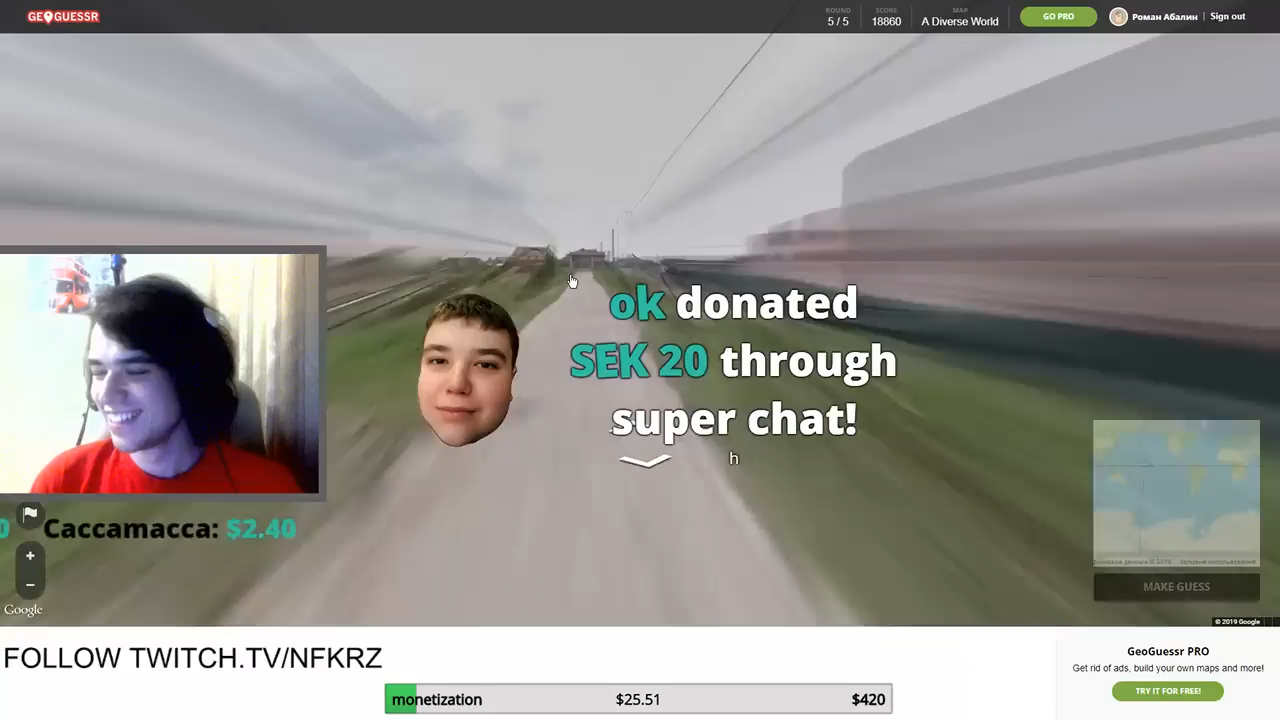 GEOGUESSR
ROUND
5 / 5
SCORE
18860
MAP
A Diverse World
GO PRO
Роман Абалин
Sign out
ok donated
SEK 20 through
super chat!
h
0 Caccamacca: $2.40
+
−
Google
MAKE GUESS
© 2019 Google
FOLLOW TWITCH.TV/NFKRZ
monetization $25.51 $420
GeoGuessr PRO
Get rid of ads, build your own maps and more!
TRY IT FOR FREE!